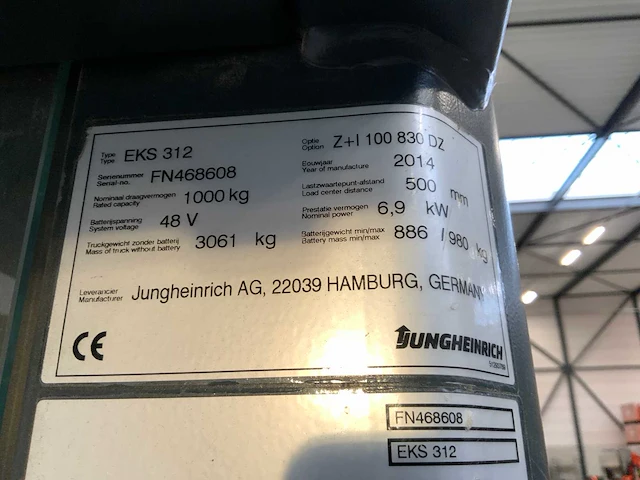 Type
Type EKS 312
Optie
Option Z+I 100 830 DZ
Serienummer
Serial-no. FN468608
Bouwjaar
Year of manufacture 2014
Nominaal draagvermogen
Rated capacity 1000 kg
Lastzwaartepunt-afstand
Load center distance 500 mm
Batterijspanning
System voltage 48 V
Prestatie vermogen
Nominal power 6,9 kW
Truckgewicht zonder batterij
Mass of truck without battery 3061 kg
Batterijgewicht min/max
Battery mass min/max 886 / 980 kg
Leverancier
Manufacturer Jungheinrich AG, 22039 HAMBURG, GERMANY
CE
JUNGHEINRICH
FN468608
EKS 312